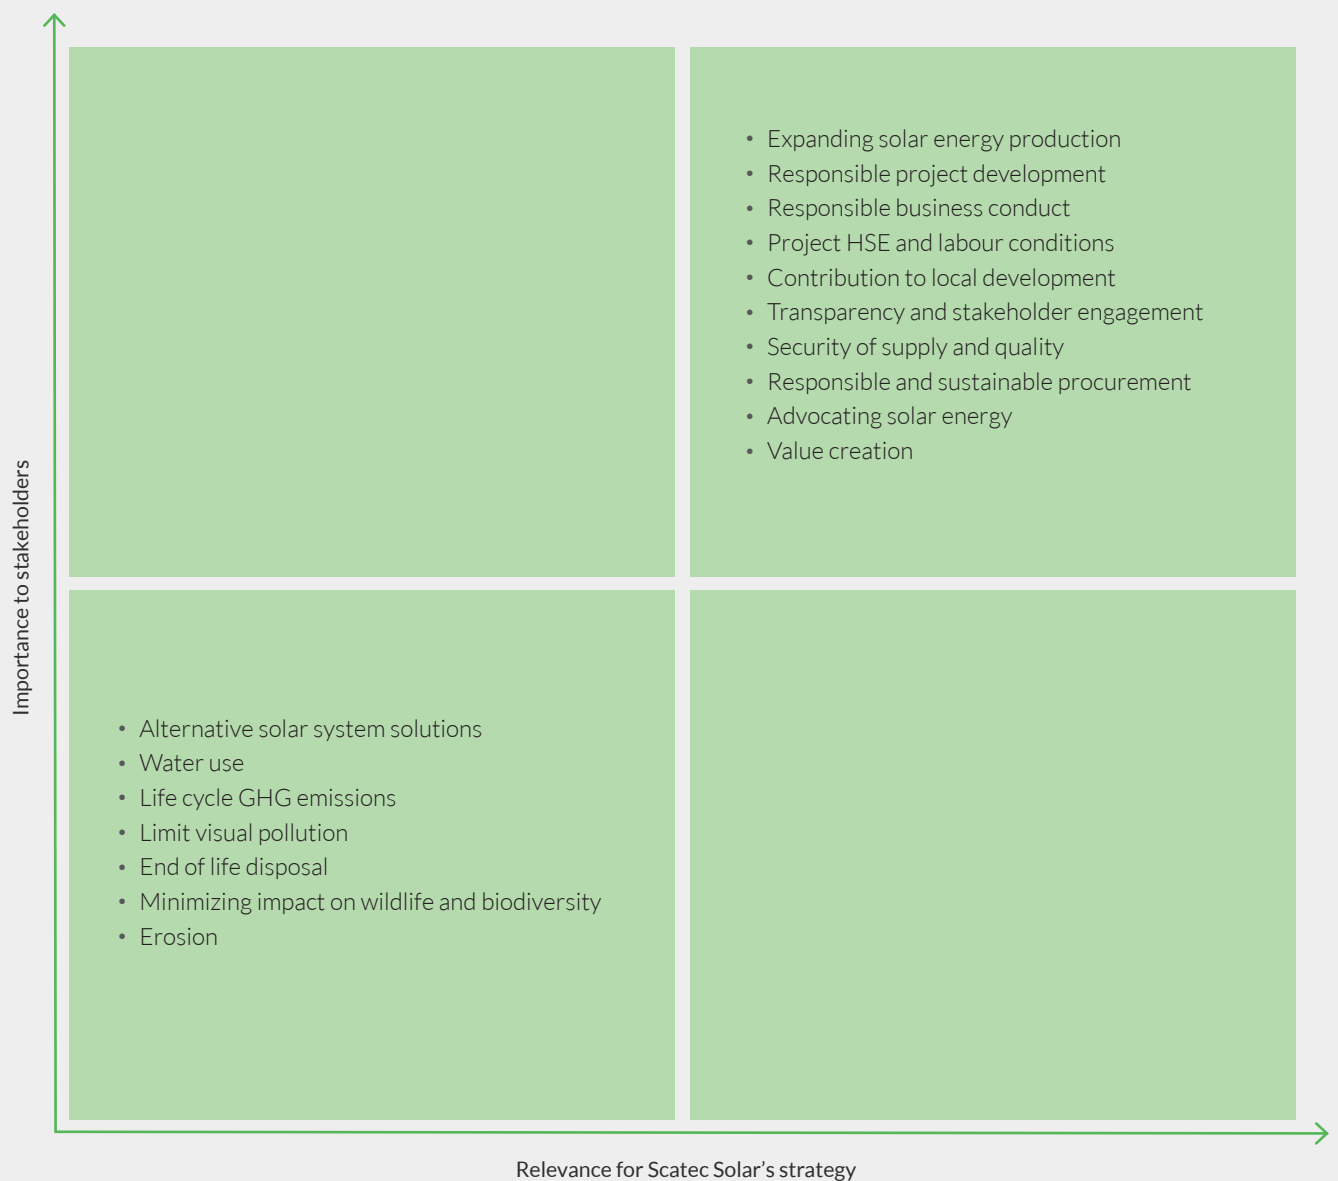 • Expanding solar energy production
• Responsible project development
• Responsible business conduct
• Project HSE and labour conditions
• Contribution to local development
• Transparency and stakeholder engagement
• Security of supply and quality
• Responsible and sustainable procurement
• Advocating solar energy
• Value creation
Importance to stakeholders
• Alternative solar system solutions
• Water use
• Life cycle GHG emissions
• Limit visual pollution
• End of life disposal
• Minimizing impact on wildlife and biodiversity
• Erosion
Relevance for Scatec Solar’s strategy